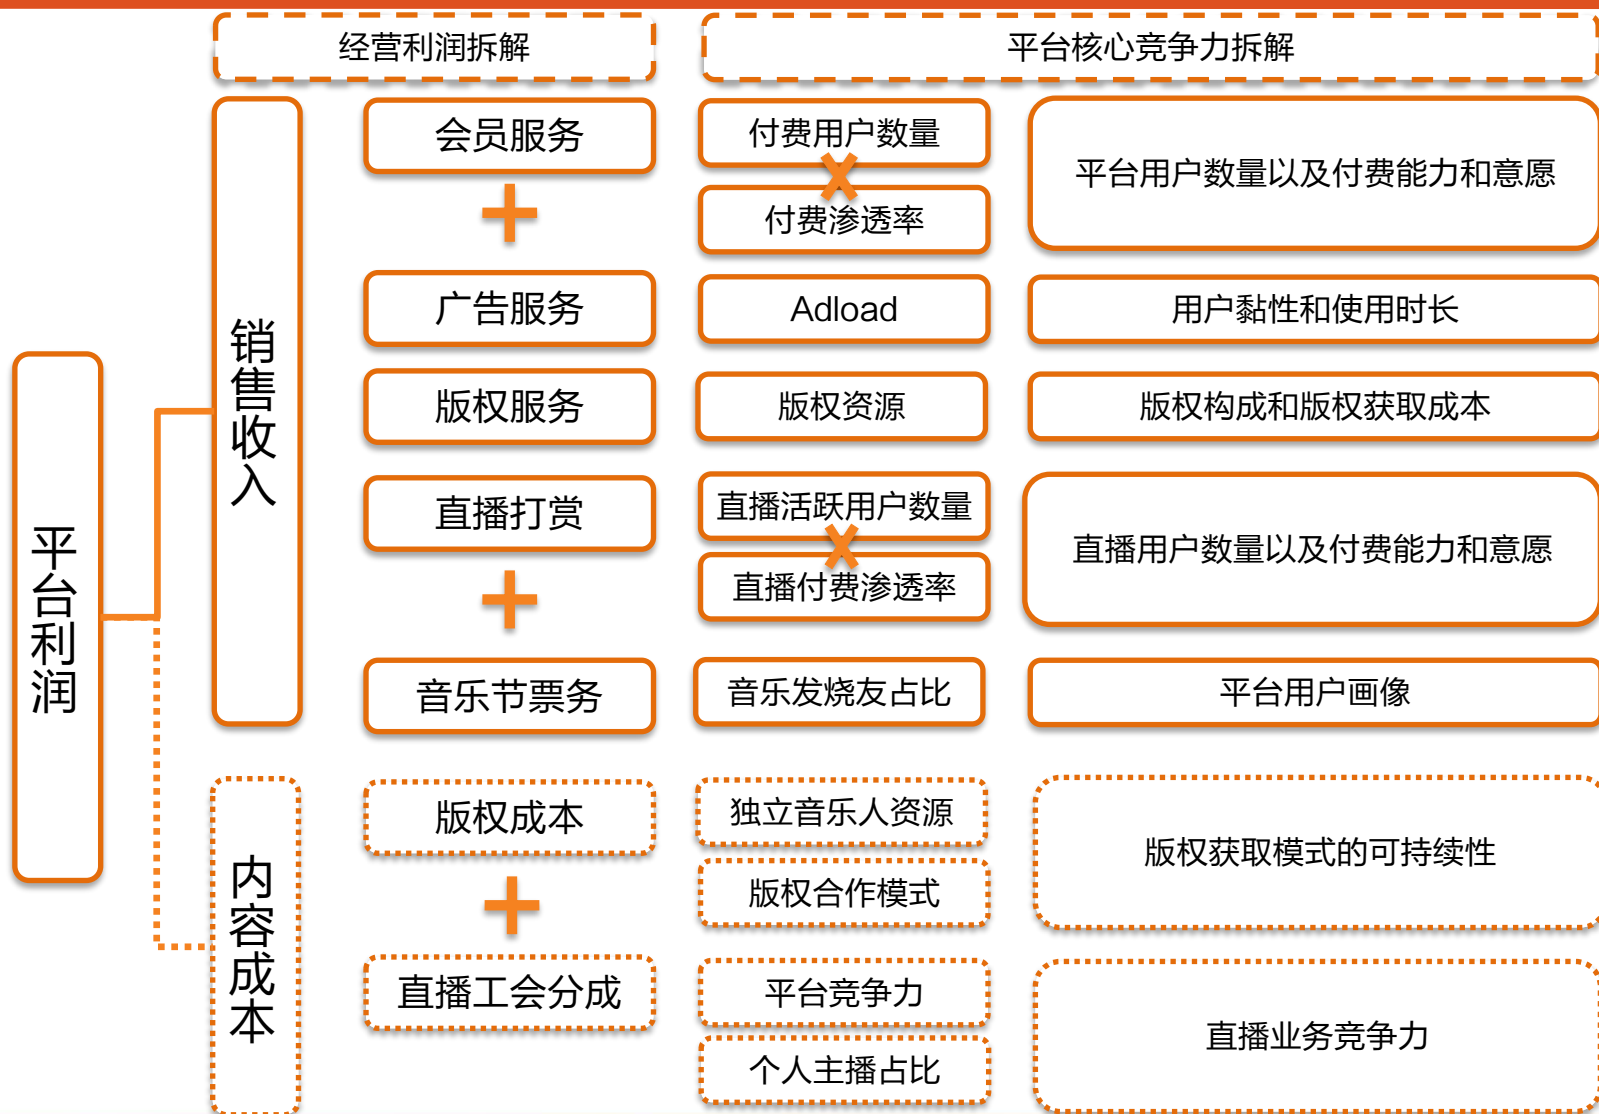 经营利润拆解
平台核心竞争力拆解
平台利润
销售收入
会员服务
付费用户数量
付费渗透率
平台用户数量以及付费能力和意愿
广告服务
Adload
用户黏性和使用时长
版权服务
版权资源
版权构成和版权获取成本
直播打赏
直播活跃用户数量
直播付费渗透率
直播用户数量以及付费能力和意愿
音乐节票务
音乐发烧友占比
平台用户画像
内容成本
版权成本
独立音乐人资源
版权合作模式
版权获取模式的可持续性
直播工会分成
平台竞争力
个人主播占比
直播业务竞争力